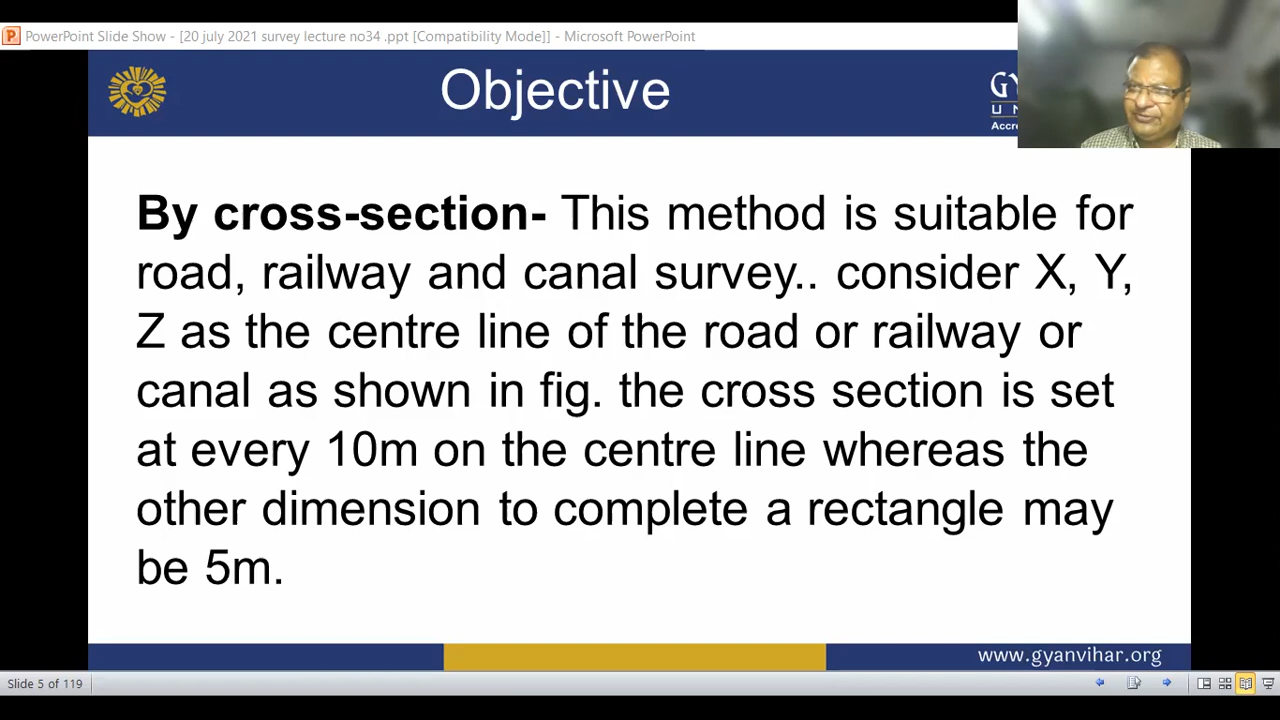 PowerPoint Slide Show - [20 july 2021 survey lecture no34 .ppt [Compatibility Mode]] - Microsoft PowerPoint
Objective
By cross-section- This method is suitable for
road, railway and canal survey.. consider X, Y,
Z as the centre line of the road or railway or
canal as shown in fig. the cross section is set
at every 10m on the centre line whereas the
other dimension to complete a rectangle may
be 5m.
www.gyanvihar.org
Slide 5 of 119